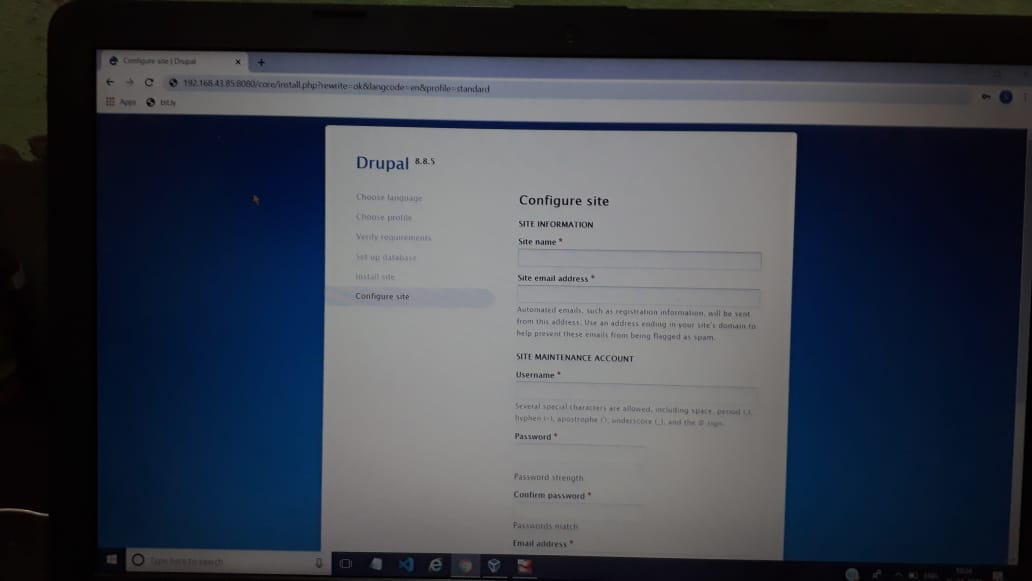 Configure site | Drupal
192.168.43.85:8080/core/install.php?rewrite=ok&langcode=en&profile=standard
Apps bit.ly
Drupal 8.8.5
Choose language
Choose profile
Verify requirements
Set up database
Install site
Configure site
Configure site
SITE INFORMATION
Site name *
Site email address *
Automated emails, such as registration information, will be sent
from this address. Use an address ending in your site's domain to
help prevent these emails from being flagged as spam.
SITE MAINTENANCE ACCOUNT
Username *
Several special characters are allowed, including space, period (.),
hyphen (-), apostrophe ('), underscore (_), and the @ sign.
Password *
Password strength
Confirm password *
Passwords match
Email address *
Type here to search